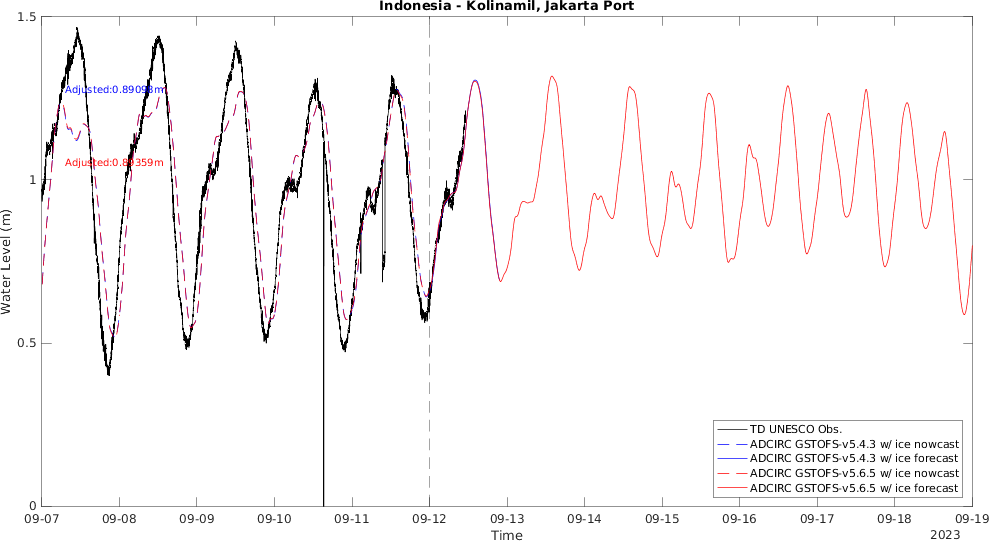 Indonesia - Kolinamil, Jakarta Port
1.5
Adjusted:0.89093m
Adjusted:0.89359m
1
Water Level (m)
0.5
0
TD UNESCO Obs.
ADCIRC GSTOFS-v5.4.3 w/ ice nowcast
ADCIRC GSTOFS-v5.4.3 w/ ice forecast
ADCIRC GSTOFS-v5.6.5 w/ ice nowcast
ADCIRC GSTOFS-v5.6.5 w/ ice forecast
09-07 09-08 09-09 09-10 09-11 09-12 09-13 09-14 09-15 09-16 09-17 09-18 09-19
Time
2023